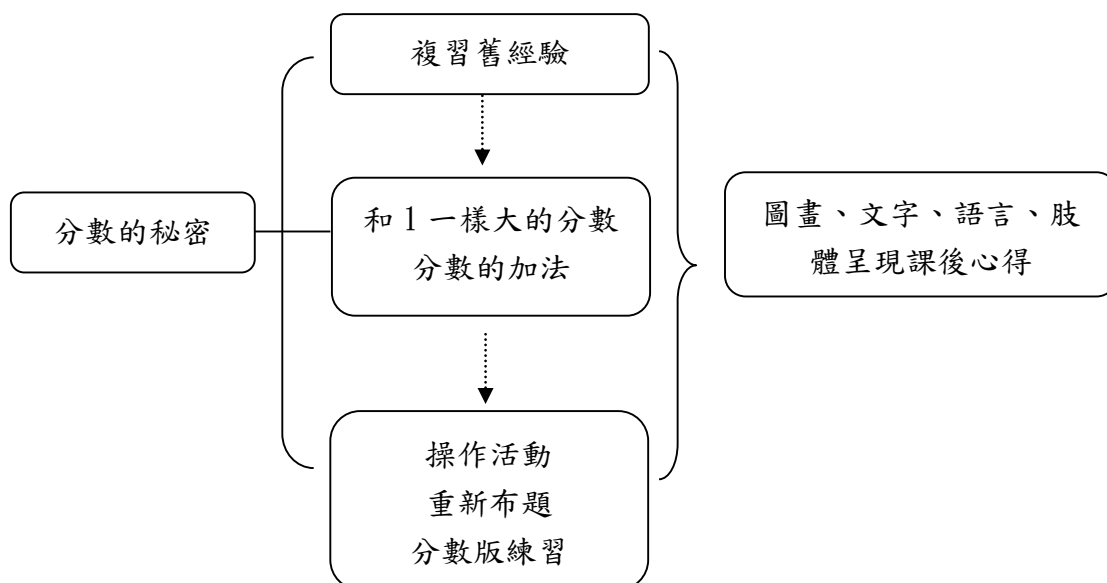 複習舊經驗
分數的秘密
和 1 一樣大的分數
分數的加法
操作活動
重新布題
分數版練習
圖畫、文字、語言、肢
體呈現課後心得